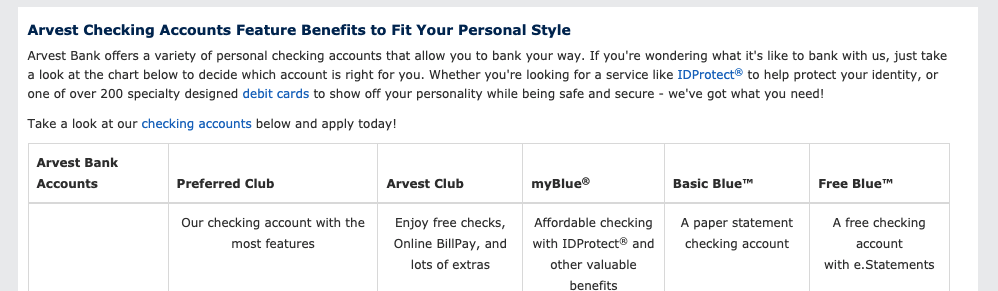 Arvest Checking Accounts Feature Benefits to Fit Your Personal Style
Arvest Bank offers a variety of personal checking accounts that allow you to bank your way. If you're wondering what it's like to bank with us, just take
a look at the chart below to decide which account is right for you. Whether you're looking for a service like IDProtect® to help protect your identity, or
one of over 200 specialty designed debit cards to show off your personality while being safe and secure - we've got what you need!
Take a look at our checking accounts below and apply today!
Arvest Bank
Accounts
Preferred Club
Arvest Club
myBlue®
Basic Blue™
Free Blue™
Our checking account with the
most features
Enjoy free checks,
Online BillPay, and
lots of extras
Affordable checking
with IDProtect® and
other valuable
benefits
A paper statement
checking account
A free checking
account
with e.Statements